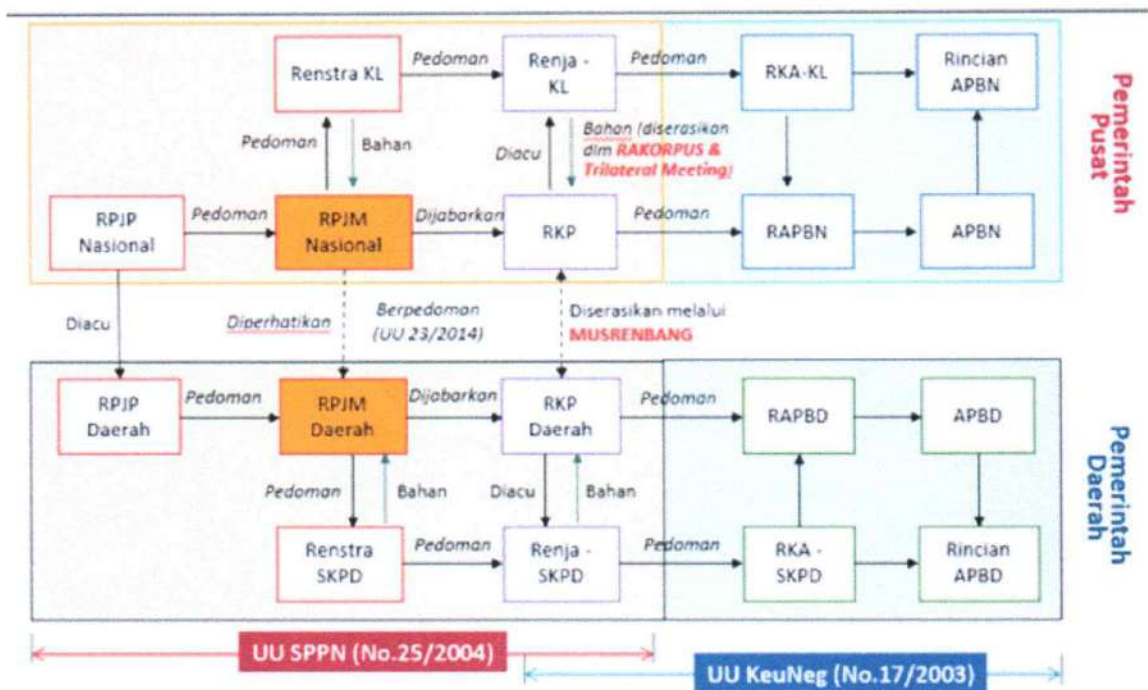 Renstra KL
Pedoman
Renja -
KL
Pedoman
RKA-KL
Rincian
APBN
Pedoman
Bahan
Diacu
Bahan (diserasikan
dlm RAKORPUS &
Trilateral Meeting)
RPJP
Nasional
Pedoman
RPJM
Nasional
Dijabarkan
RKP
Pedoman
RAPBN
APBN
Pemerintah
Pusat
Diacu
Diperhatikan
Berpedoman
(UU 23/2014)
Diserasikan melalui
MUSRENBANG
RPJP
Daerah
Pedoman
RPJM
Daerah
Dijabarkan
RKP
Daerah
Pedoman
RAPBD
APBD
Pedoman
Bahan
Diacu
Bahan
Renstra
SKPD
Pedoman
Renja -
SKPD
Pedoman
RKA -
SKPD
Rincian
APBD
Pemerintah
Daerah
UU SPPN (No.25/2004)
UU KeuNeg (No.17/2003)